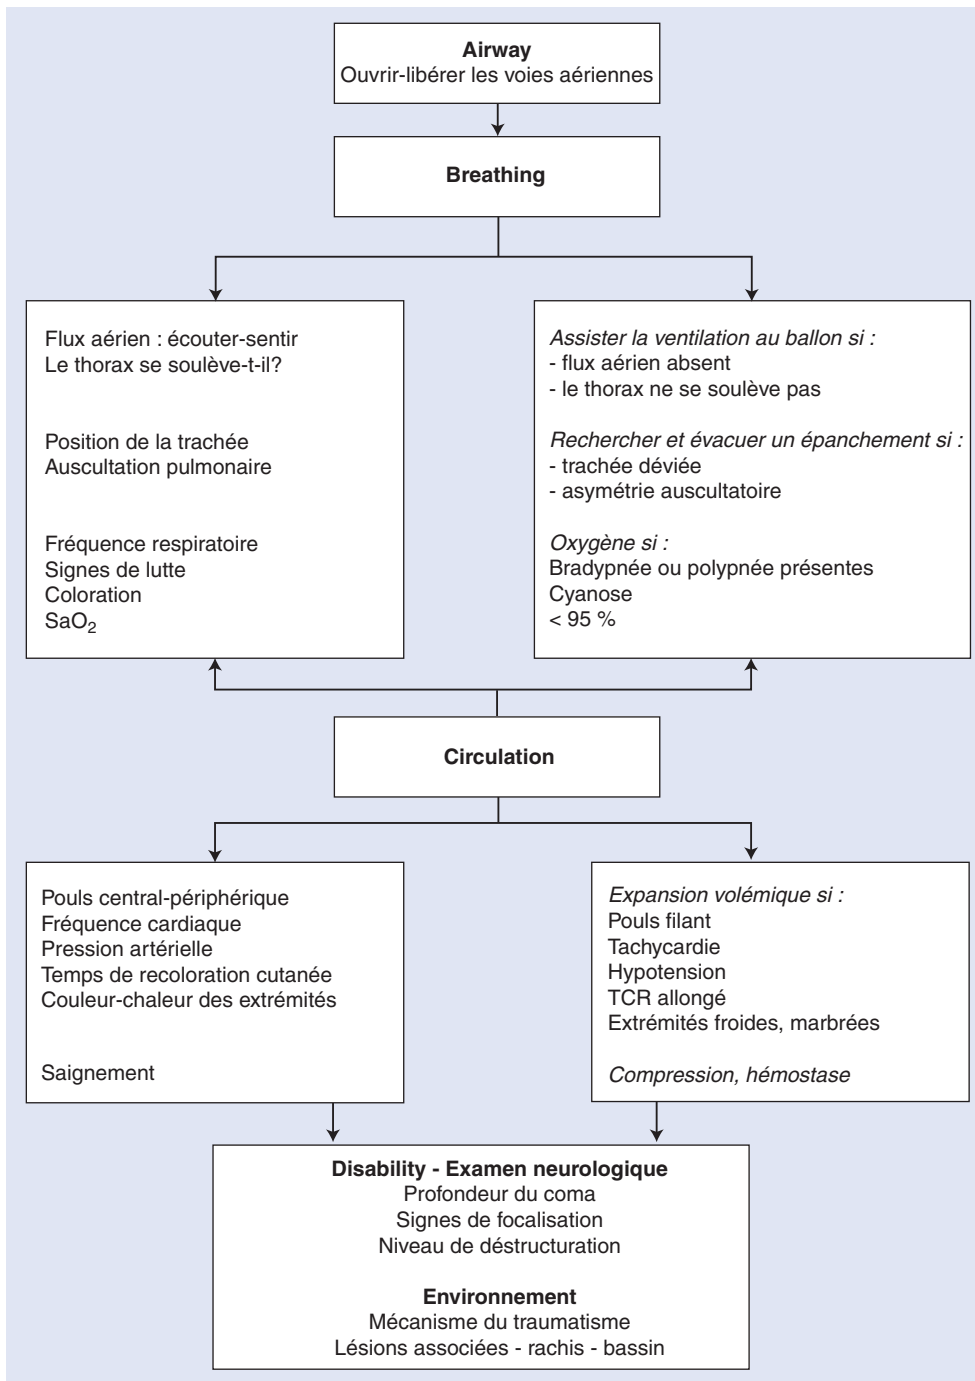 Airway
Ouvrir-libérer les voies aériennes
Breathing
Flux aérien : écouter-sentir
Le thorax se soulève-t-il?
Position de la trachée
Auscultation pulmonaire
Fréquence respiratoire
Signes de lutte
Coloration
SaO2
Assister la ventilation au ballon si :
- flux aérien absent
- le thorax ne se soulève pas
Rechercher et évacuer un épanchement si :
- trachée déviée
- asymétrie auscultatoire
Oxygène si :
Bradypnée ou polypnée présentes
Cyanose
< 95 %
Circulation
Pouls central-périphérique
Fréquence cardiaque
Pression artérielle
Temps de recoloration cutanée
Couleur-chaleur des extrémités
Saignement
Expansion volémique si :
Pouls filant
Tachycardie
Hypotension
TCR allongé
Extrémités froides, marbrées
Compression, hémostase
Disability - Examen neurologique
Profondeur du coma
Signes de focalisation
Niveau de déstructuration
Environnement
Mécanisme du traumatisme
Lésions associées - rachis - bassin